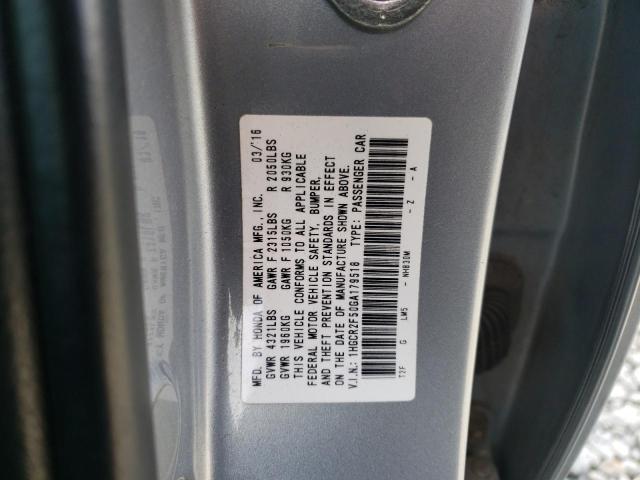 MFD. BY HONDA OF AMERICA MFG., INC. 03/'16
GVWR 4321LBS GAWR F 2315LBS R 2050LBS
GVWR 1960KG GAWR F 1050KG R 930KG
THIS VEHICLE CONFORMS TO ALL APPLICABLE
FEDERAL MOTOR VEHICLE SAFETY, BUMPER,
AND THEFT PREVENTION STANDARDS IN EFFECT
ON THE DATE OF MANUFACTURE SHOWN ABOVE.
V.I.N.: 1HGCR2F50GA179518 TYPE: PASSENGER CAR
T2F G LM5 - NH830M - Z - A